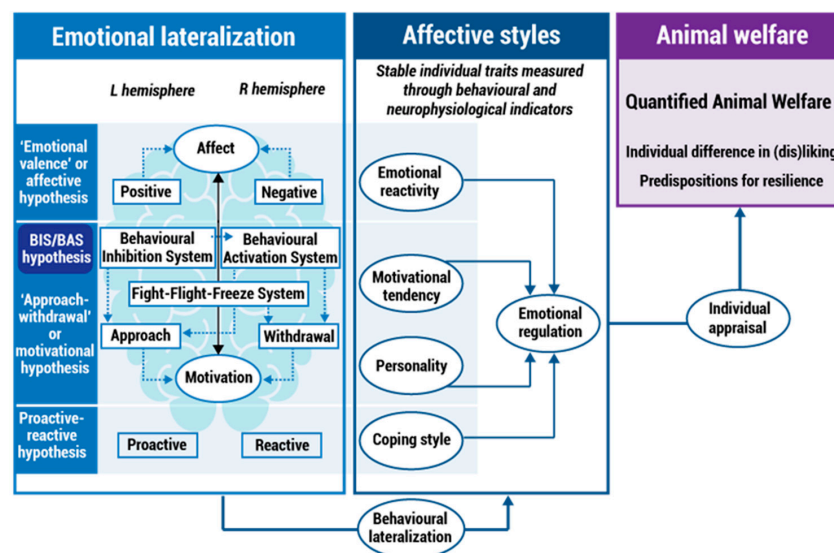 Emotional lateralization
L hemisphere
R hemisphere
'Emotional
valence' or
affective
hypothesis
Affect
Positive
Negative
BIS/BAS
hypothesis
Behavioural
Inhibition System
Behavioural
Activation System
Fight-Flight-Freeze System
'Approach-
withdrawal'
or
motivational
hypothesis
Approach
Withdrawal
Motivation
Proactive-
reactive
hypothesis
Proactive
Reactive
Affective styles
Stable individual traits measured
through behavioural and
neurophysiological indicators
Emotional
reactivity
Motivational
tendency
Emotional
regulation
Personality
Coping style
Behavioural
lateralization
Animal welfare
Quantified Animal Welfare
Individual difference in (dis)liking
Predispositions for resilience
Individual
appraisal